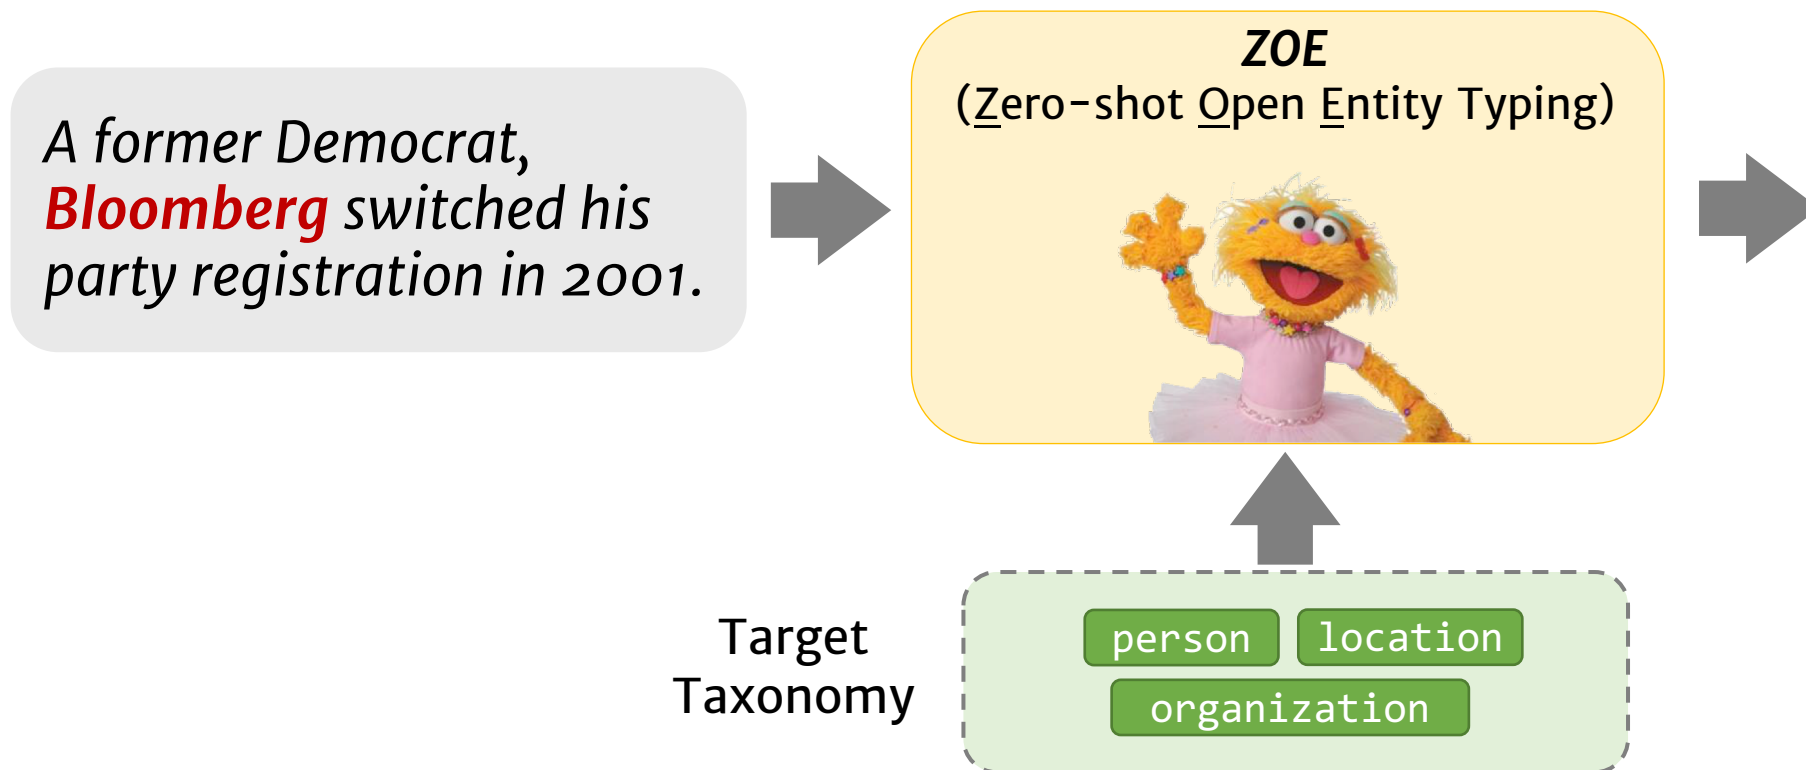 A former Democrat,
Bloomberg switched his
party registration in 2001.
ZOE
(Zero-shot Open Entity Typing)
Target
Taxonomy
person location
organization